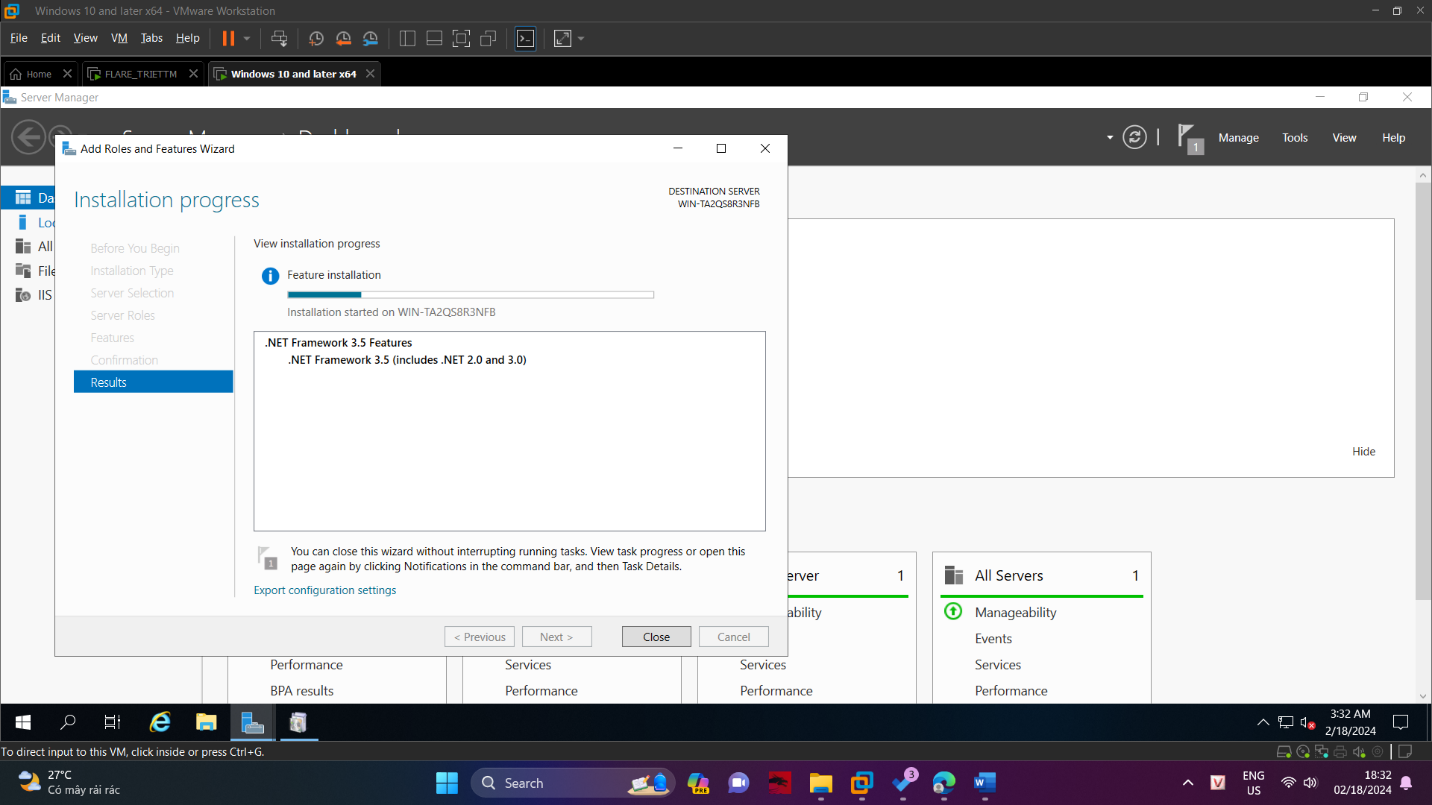 Windows 10 and later x64 - VMware Workstation
File Edit View VM Tabs Help
Home FLARE_TRIETTM Windows 10 and later x64
Server Manager
1 Manage Tools View Help
Add Roles and Features Wizard
Installation progress
DESTINATION SERVER
WIN-TA2QS8R3NFB
Before You Begin
Installation Type
Server Selection
Server Roles
Features
Confirmation
Results
View installation progress
Feature installation
Installation started on WIN-TA2QS8R3NFB
.NET Framework 3.5 Features
.NET Framework 3.5 (includes .NET 2.0 and 3.0)
1
You can close this wizard without interrupting running tasks. View task progress or open this
page again by clicking Notifications in the command bar, and then Task Details.
Export configuration settings
< Previous Next > Close Cancel
All
IIS
Hide
1
All Servers 1
Manageability
Events
Services
Performance
Performance
BPA results
Services
Performance
Services
Performance
3:32 AM
2/18/2024
To direct input to this VM, click inside or press Ctrl+G.
27°C
Có mây rải rác
Search
PRE
3
ENG
US
18:32
02/18/2024